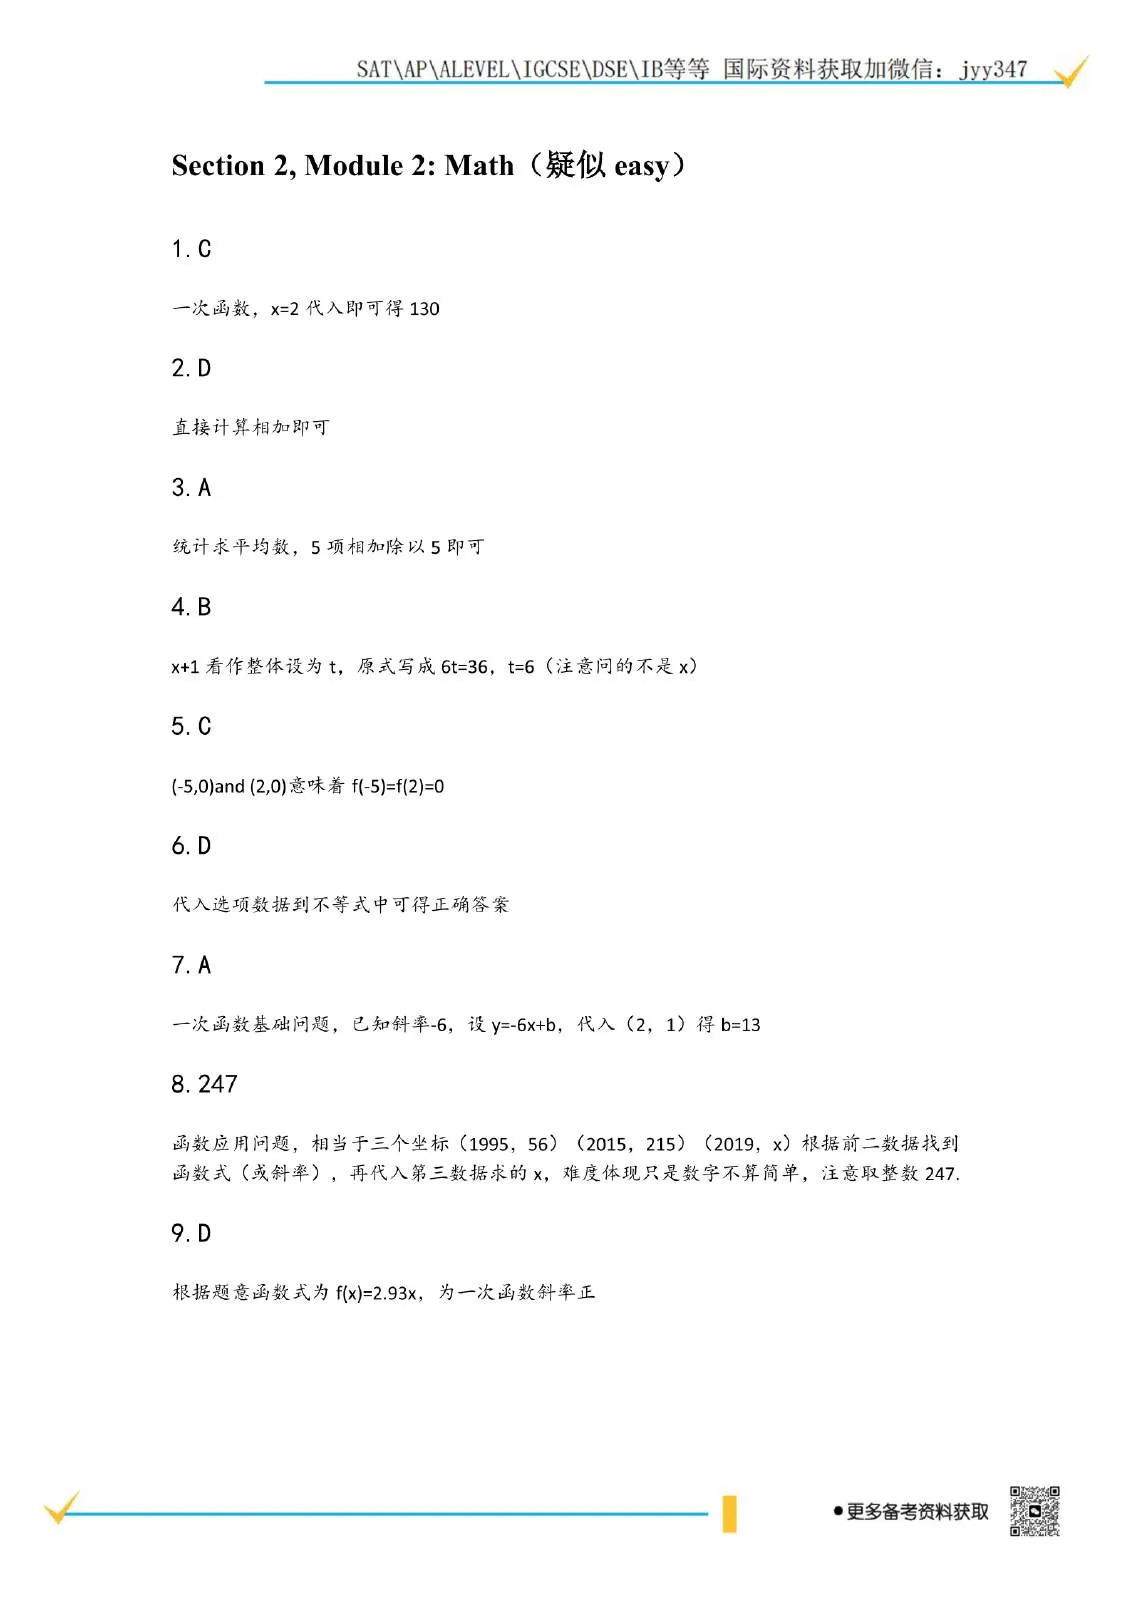 SAT\AP\ALEVEL\IGCSE\DSE\IB等等 国际资料获取加微信：jyy347
Section 2, Module 2: Math（疑似 easy）
1. C
一次函数，x=2 代入即可得 130
2. D
直接计算相加即可
3. A
统计求平均数，5 项相加除以 5 即可
4. B
x+1 看作整体设为 t，原式写成 6t=36，t=6（注意问的不是 x）
5. C
(-5,0)and (2,0)意味着 f(-5)=f(2)=0
6. D
代入选项数据到不等式中可得正确答案
7. A
一次函数基础问题，已知斜率-6，设 y=-6x+b，代入（2，1）得 b=13
8. 247
函数应用问题，相当于三个坐标（1995，56）（2015，215）（2019，x）根据前二数据找到
函数式（或斜率），再代入第三数据求的 x，难度体现只是数字不算简单，注意取整数 247.
9. D
根据题意函数式为 f(x)=2.93x，为一次函数斜率正
●更多备考资料获取